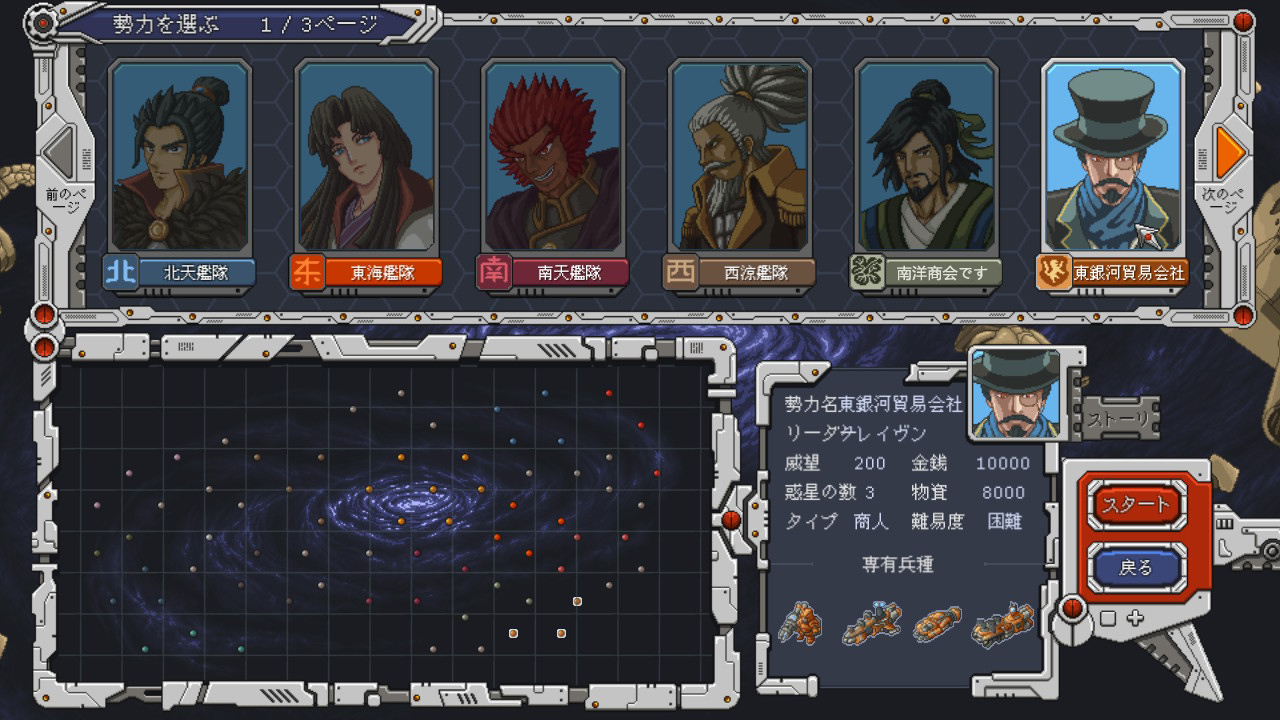 勢力を選ぶ 1 / 3ページ
前のページ
次のページ
北 北天艦隊
东 東海艦隊
南 南天艦隊
西 西涼艦隊
南洋商会です
東銀河貿易会社
勢力名東銀河貿易会社
リーダーサレイヴン
威望 200 金銭 10000
惑星の数 3 物資 8000
タイプ 商人 難易度 困難
専有兵種
ストーリ
スタート
戻る